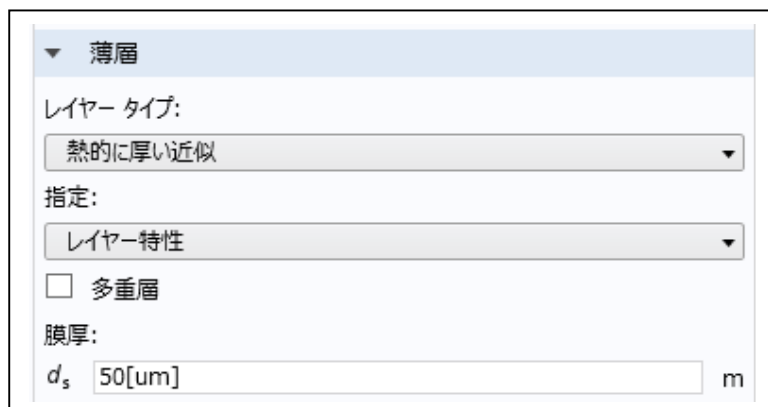 薄層
レイヤー タイプ:
熱的に厚い近似
指定:
レイヤー特性
多重層
膜厚:
ds 50[um] m